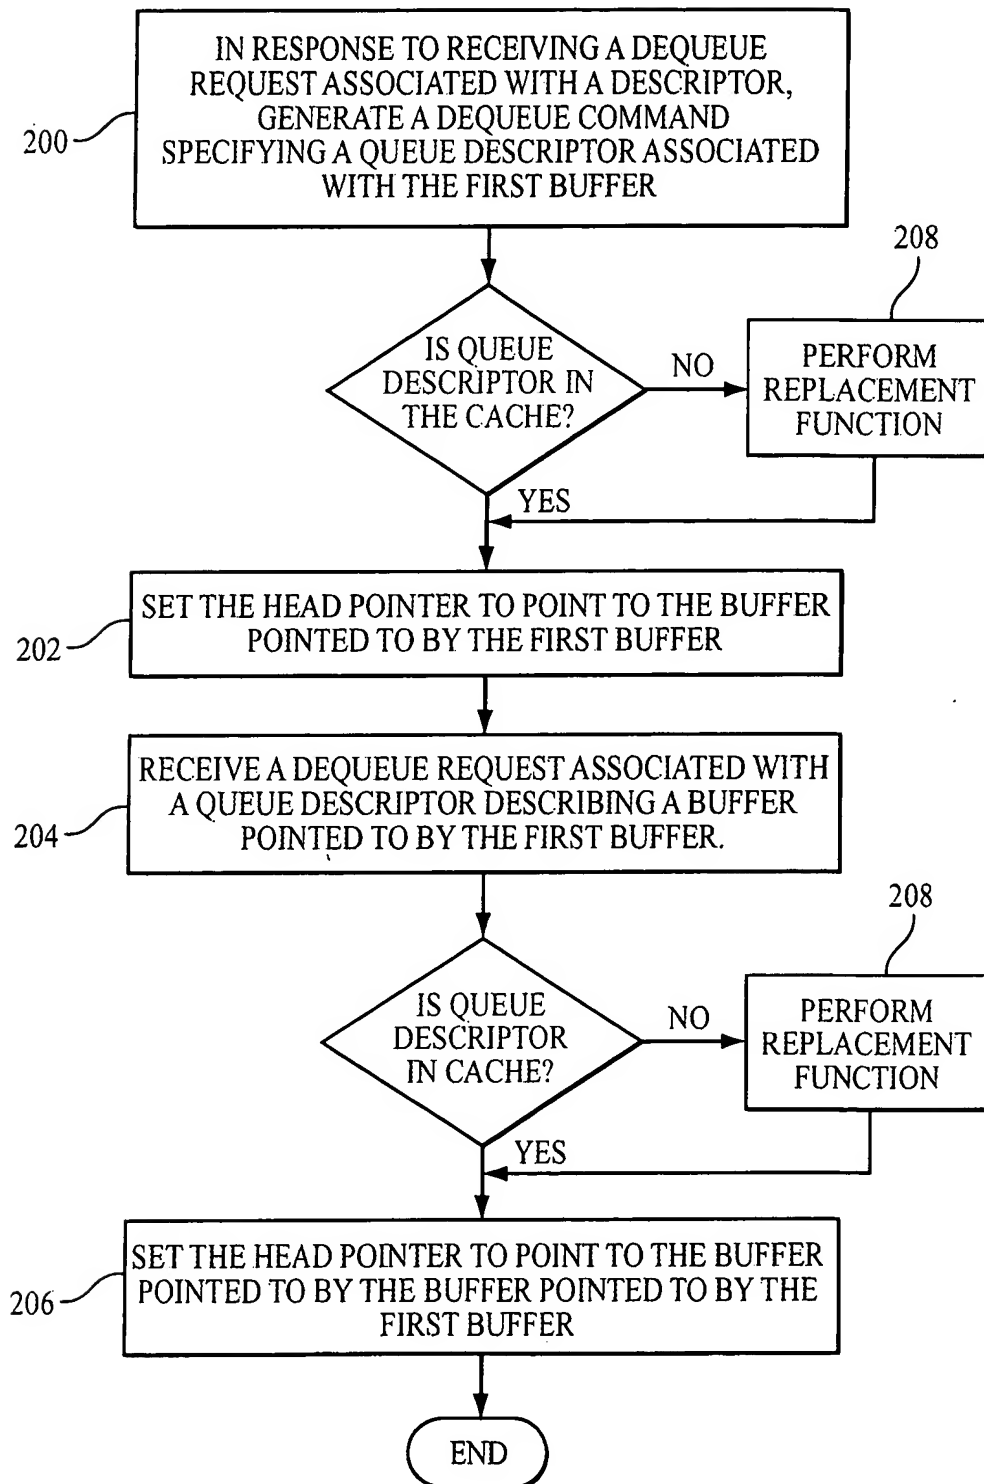 IN RESPONSE TO RECEIVING A DEQUEUE
REQUEST ASSOCIATED WITH A DESCRIPTOR,
GENERATE A DEQUEUE COMMAND
SPECIFYING A QUEUE DESCRIPTOR ASSOCIATED
WITH THE FIRST BUFFER
200
208
IS QUEUE
DESCRIPTOR IN
THE CACHE?
NO
PERFORM
REPLACEMENT
FUNCTION
YES
SET THE HEAD POINTER TO POINT TO THE BUFFER
POINTED TO BY THE FIRST BUFFER
202
RECEIVE A DEQUEUE REQUEST ASSOCIATED WITH
A QUEUE DESCRIPTOR DESCRIBING A BUFFER
POINTED TO BY THE FIRST BUFFER.
204
208
IS QUEUE
DESCRIPTOR
IN CACHE?
NO
PERFORM
REPLACEMENT
FUNCTION
YES
SET THE HEAD POINTER TO POINT TO THE BUFFER
POINTED TO BY THE BUFFER POINTED TO BY THE
FIRST BUFFER
206
END